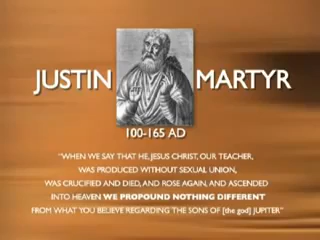 JUSTIN MARTYR
100-165 AD
"WHEN WE SAY THAT HE, JESUS CHRIST, OUR TEACHER,
WAS PRODUCED WITHOUT SEXUAL UNION,
WAS CRUCIFIED AND DIED, AND ROSE AGAIN, AND ASCENDED
INTO HEAVEN WE PROPOUND NOTHING DIFFERENT
FROM WHAT YOU BELIEVE REGARDING THE SONS OF [the god] JUPITER"